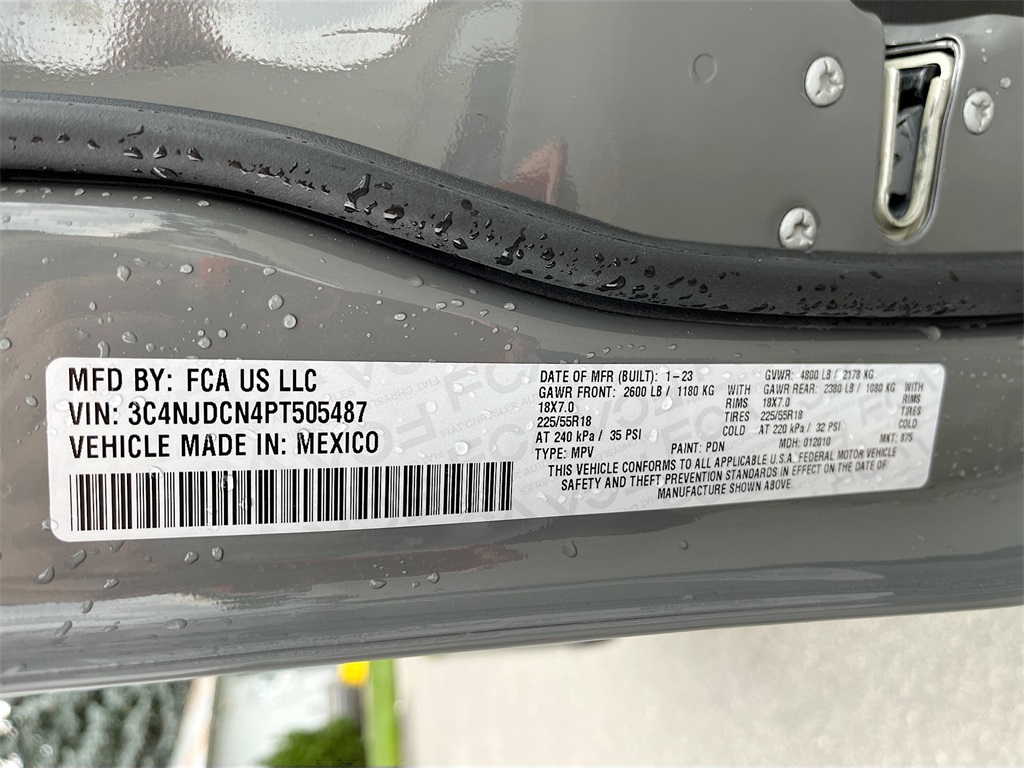 MFD BY: FCA US LLC
VIN: 3C4NJDCN4PT505487
VEHICLE MADE IN: MEXICO
DATE OF MFR (BUILT): 1-23 GVWR: 4800 LB / 2178 KG
GAWR FRONT: 2600 LB / 1180 KG WITH GAWR REAR: 2380 LB / 1080 KG WITH
18X7.0 RIMS 18X7.0 RIMS
225/55R18 225/55R18
AT 240 kPa / 35 PSI COLD AT 220 kPa / 32 PSI COLD
TYPE: MPV PAINT: PDN MDH: 012010 MKT: 875
THIS VEHICLE CONFORMS TO ALL APPLICABLE U.S.A. FEDERAL MOTOR VEHICLE
SAFETY AND THEFT PREVENTION STANDARDS IN EFFECT ON THE DATE OF
MANUFACTURE SHOWN ABOVE.